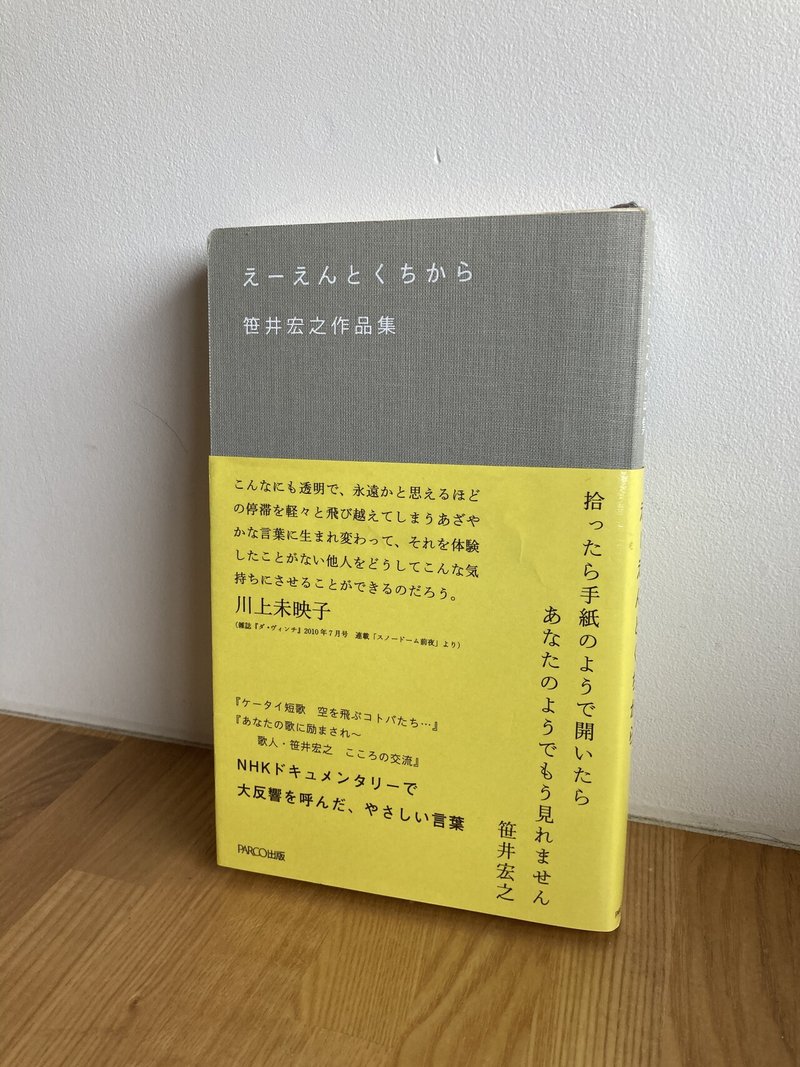 えーえんとくちから
笹井宏之作品集
こんなにも透明で、永遠かと思えるほど
の停滞を軽々と飛び越えてしまうあざや
かな言葉に生まれ変わって、それを体験
したことがない他人をどうしてこんな気
持ちにさせることができるのだろう。
川上未映子
(雑誌『ダ・ヴィンチ』2010年7月号 連載「スノードーム前夜」より)
拾ったら手紙のようで開いたら
あなたのようでもう見れません
笹井宏之
『ケータイ短歌 空を飛ぶコトバたち…』
『あなたの歌に励まされ〜
歌人・笹井宏之 こころの交流』
NHKドキュメンタリーで
大反響を呼んだ、やさしい言葉
PARCO出版